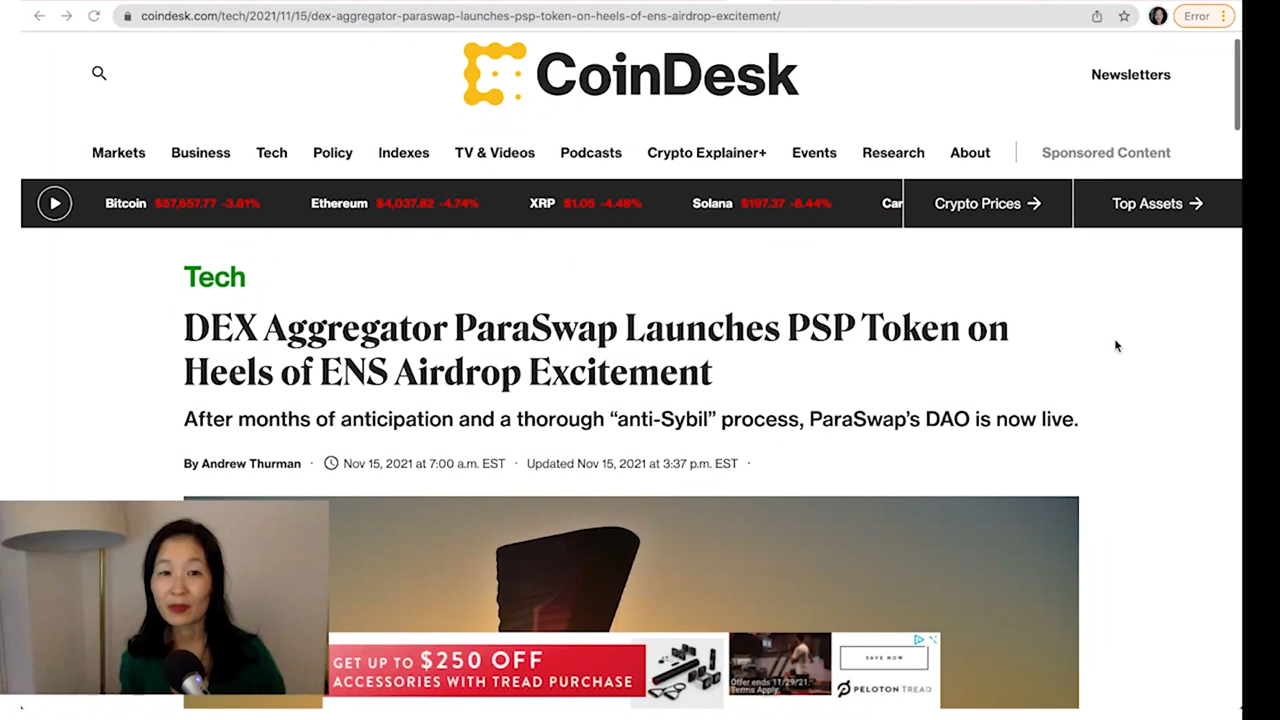 coindesk.com/tech/2021/11/15/dex-aggregator-paraswap-launches-psp-token-on-heels-of-ens-airdrop-excitement/
Error
CoinDesk
Newsletters
Markets Business Tech Policy Indexes TV & Videos Podcasts Crypto Explainer+ Events Research About Sponsored Content
Bitcoin $57,657.77 -3.81% Ethereum $4,037.82 -4.74% XRP $1.05 -4.48% Solana $197.37 -8.44% Car Crypto Prices → Top Assets →
Tech
DEX Aggregator ParaSwap Launches PSP Token on
Heels of ENS Airdrop Excitement
After months of anticipation and a thorough “anti-Sybil” process, ParaSwap’s DAO is now live.
By Andrew Thurman · Nov 15, 2021 at 7:00 a.m. EST · Updated Nov 15, 2021 at 3:37 p.m. EST ·
GET UP TO $250 OFF
ACCESSORIES WITH TREAD PURCHASE
Offer ends 11/29/21.
Terms Apply.
SAVE NOW
PELOTON TREAD